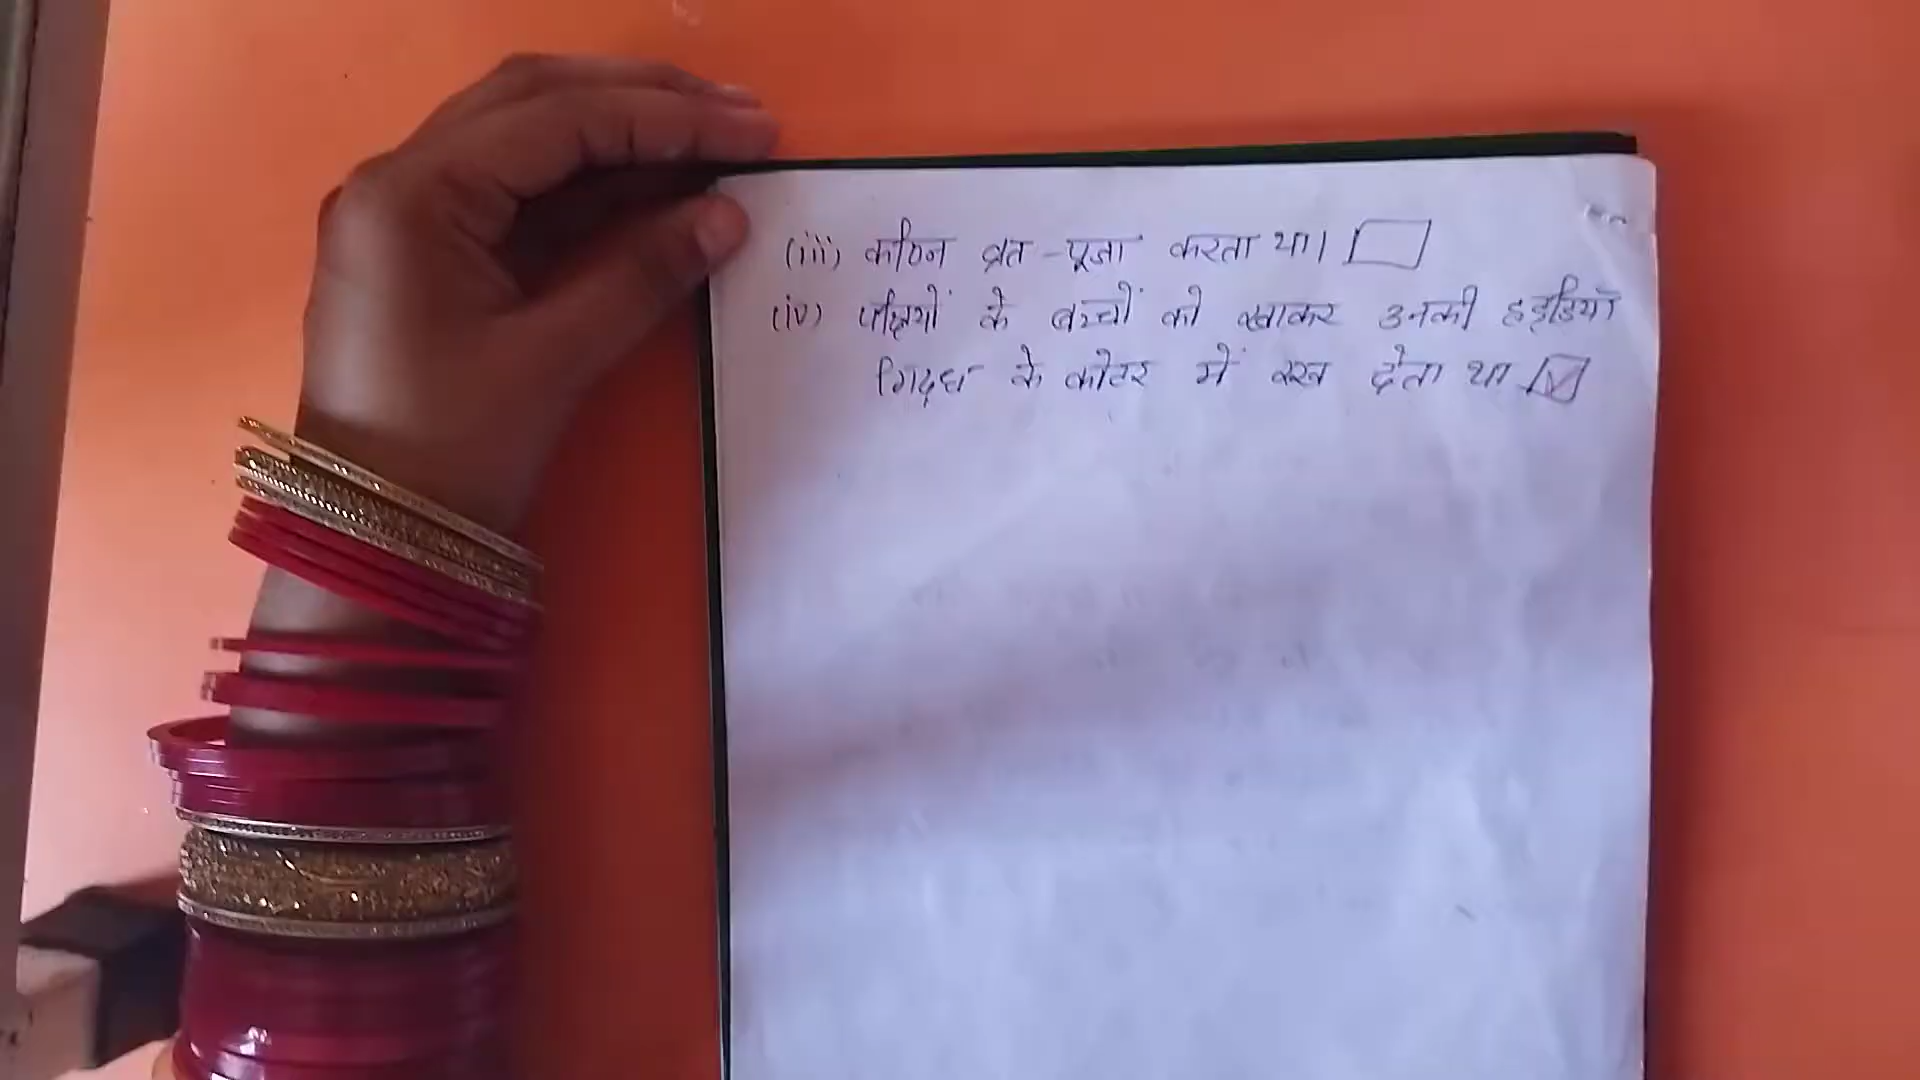 (iii) कठिन व्रत-पूजा करता था। ☐
(iv) पक्षियों के बच्चों को खाकर उनकी हड्डियाँ
गिद्ध के कोटर में रख देता था ☑